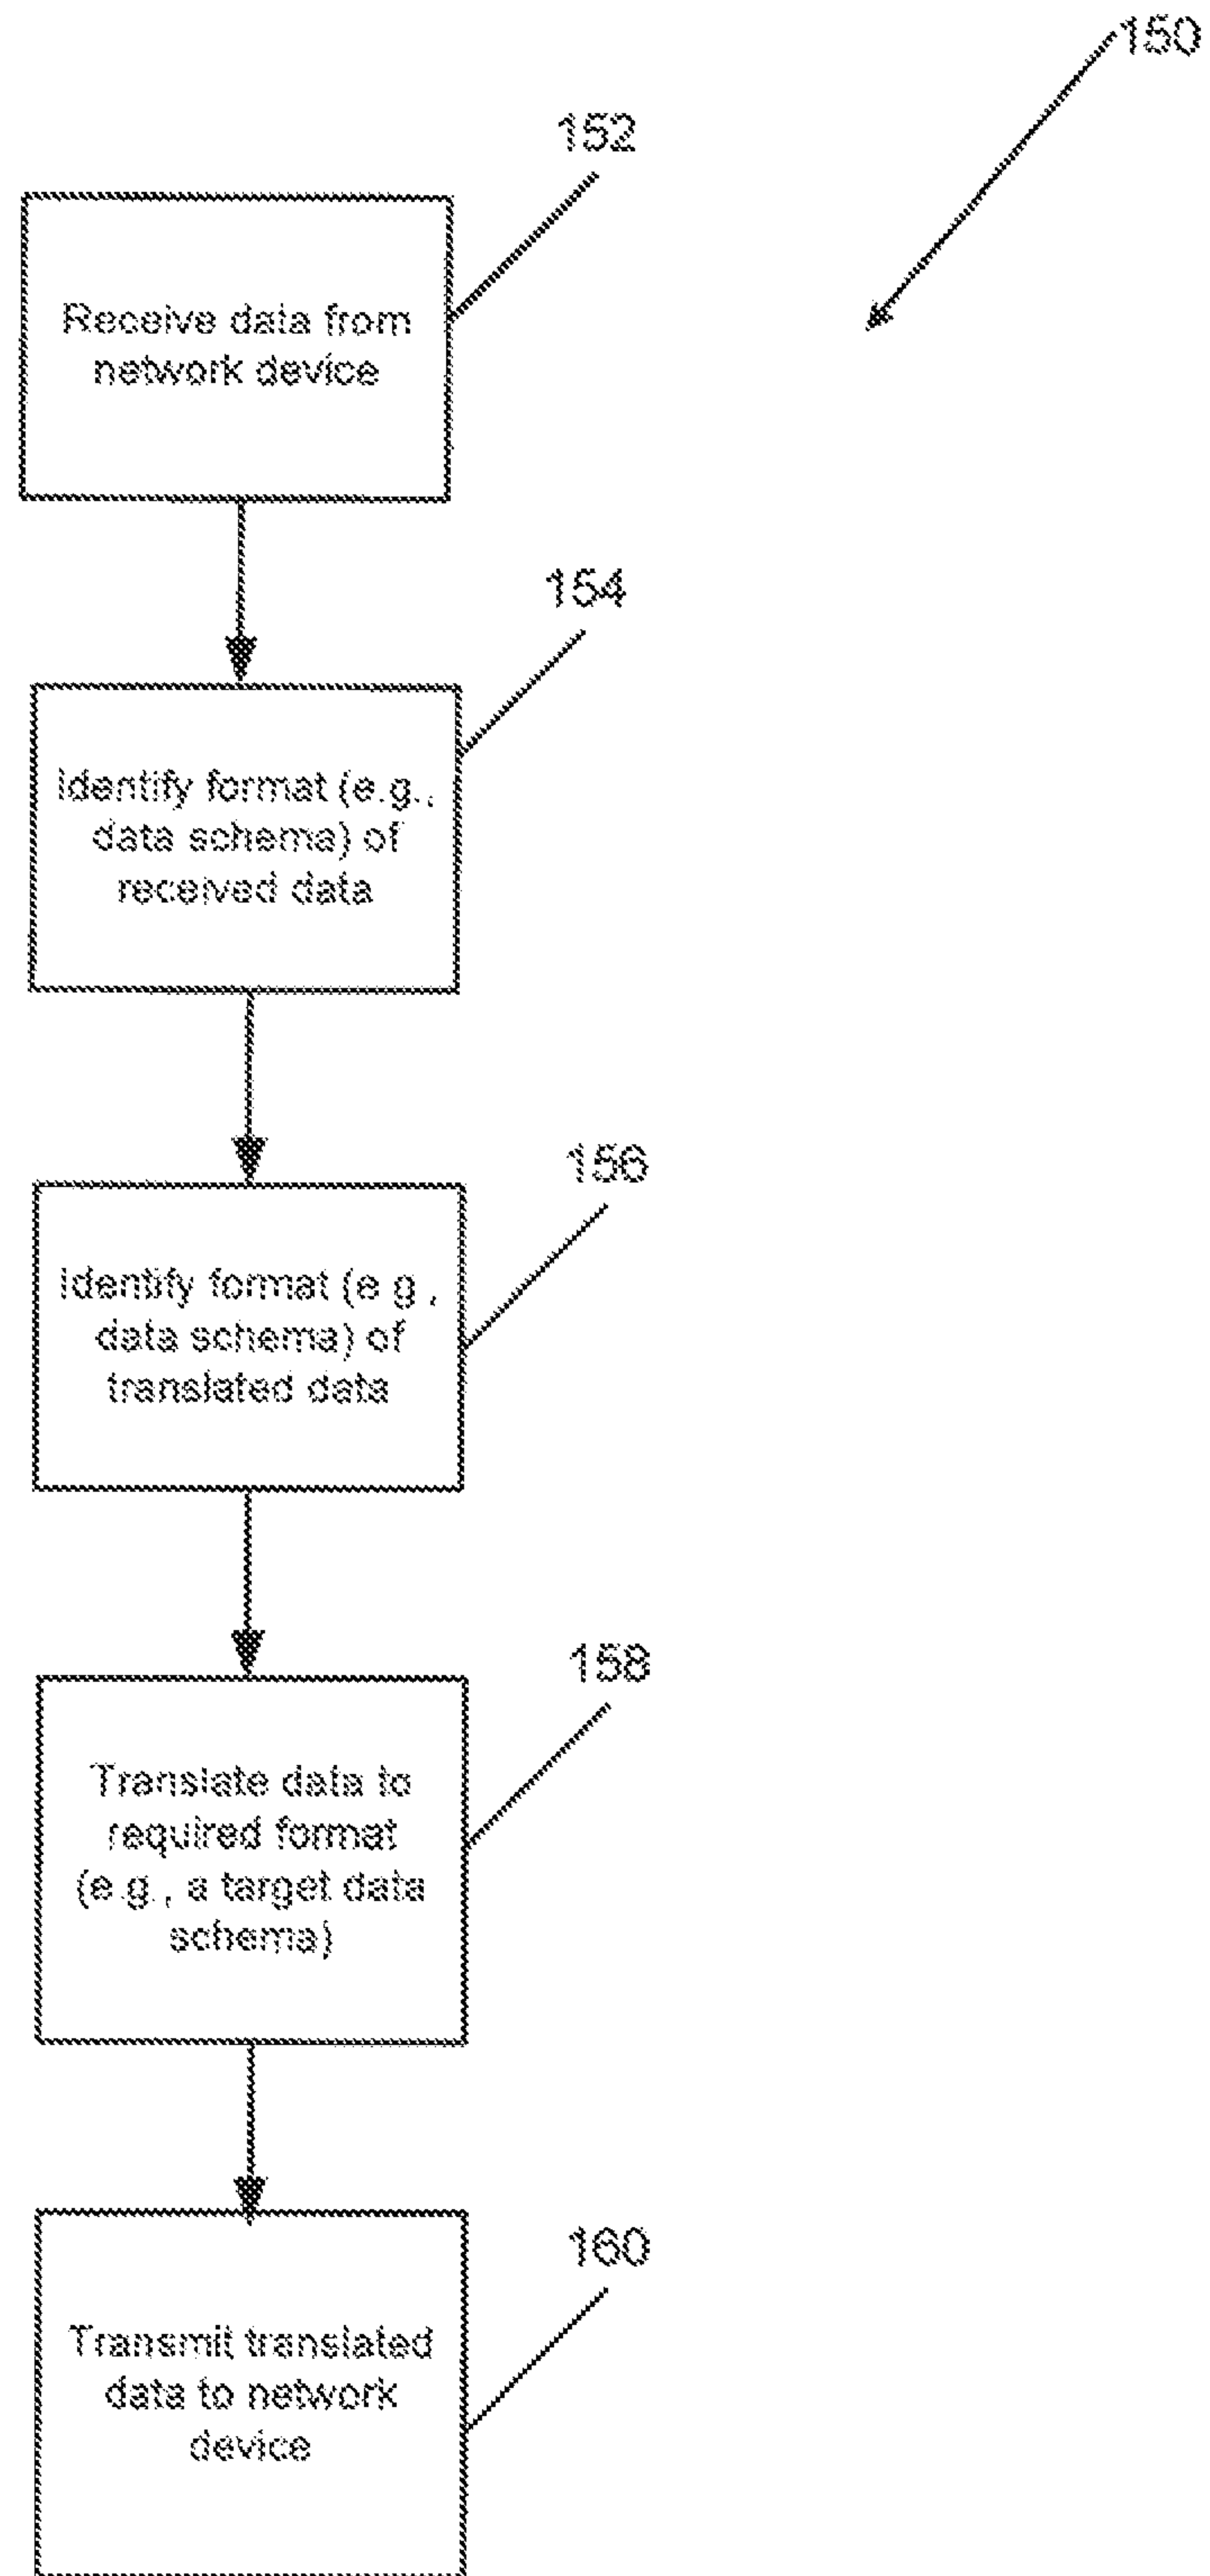 150
152
Receive data from
network device
154
Identify format (e.g.,
data schema) of
received data
156
Identify format (e.g.,
data schema) of
translated data
158
Translate data to
required format
(e.g., a target data
schema)
160
Transmit translated
data to network
device